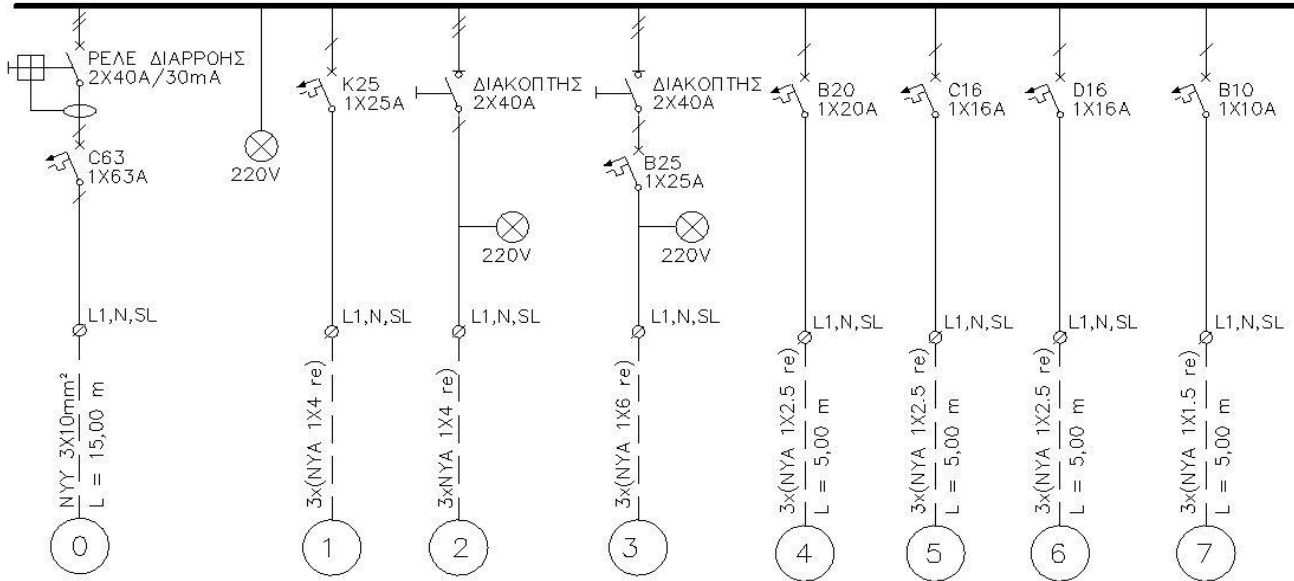 ΡΕΛΕ ΔΙΑΡΡΟΗΣ
2X40A/30mA
C63
1X63A
L1,N,SL
NYY 3X10mm²
L = 15,00 m
0
220V
K25
1X25A
L1,N,SL
3x(NYA 1X4 re)
1
ΔΙΑΚΟΠΤΗΣ
2X40A
220V
L1,N,SL
3xNYA 1X4 re)
2
ΔΙΑΚΟΠΤΗΣ
2X40A
B25
1X25A
220V
L1,N,SL
3x(NYA 1X6 re)
3
B20
1X20A
L1,N,SL
3x(NYA 1X2.5 re)
L = 5,00 m
4
C16
1X16A
L1,N,SL
3x(NYA 1X2.5 re)
L = 5,00 m
5
D16
1X16A
L1,N,SL
3x(NYA 1X2.5 re)
L = 5,00 m
6
B10
1X10A
L1,N,SL
3x(NYA 1X1.5 re)
L = 5,00 m
7